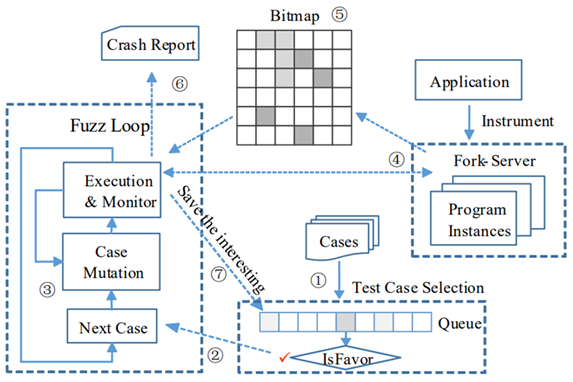 Bitmap ⑤
Crash Report
⑥
Application
Instrument
Fuzz Loop
④
Fork-Server
Execution
& Monitor
Program
Instances
Save the interesting
⑦
Cases
Case
Mutation
①
Test Case Selection
③
Next Case
Queue
②
✓
IsFavor